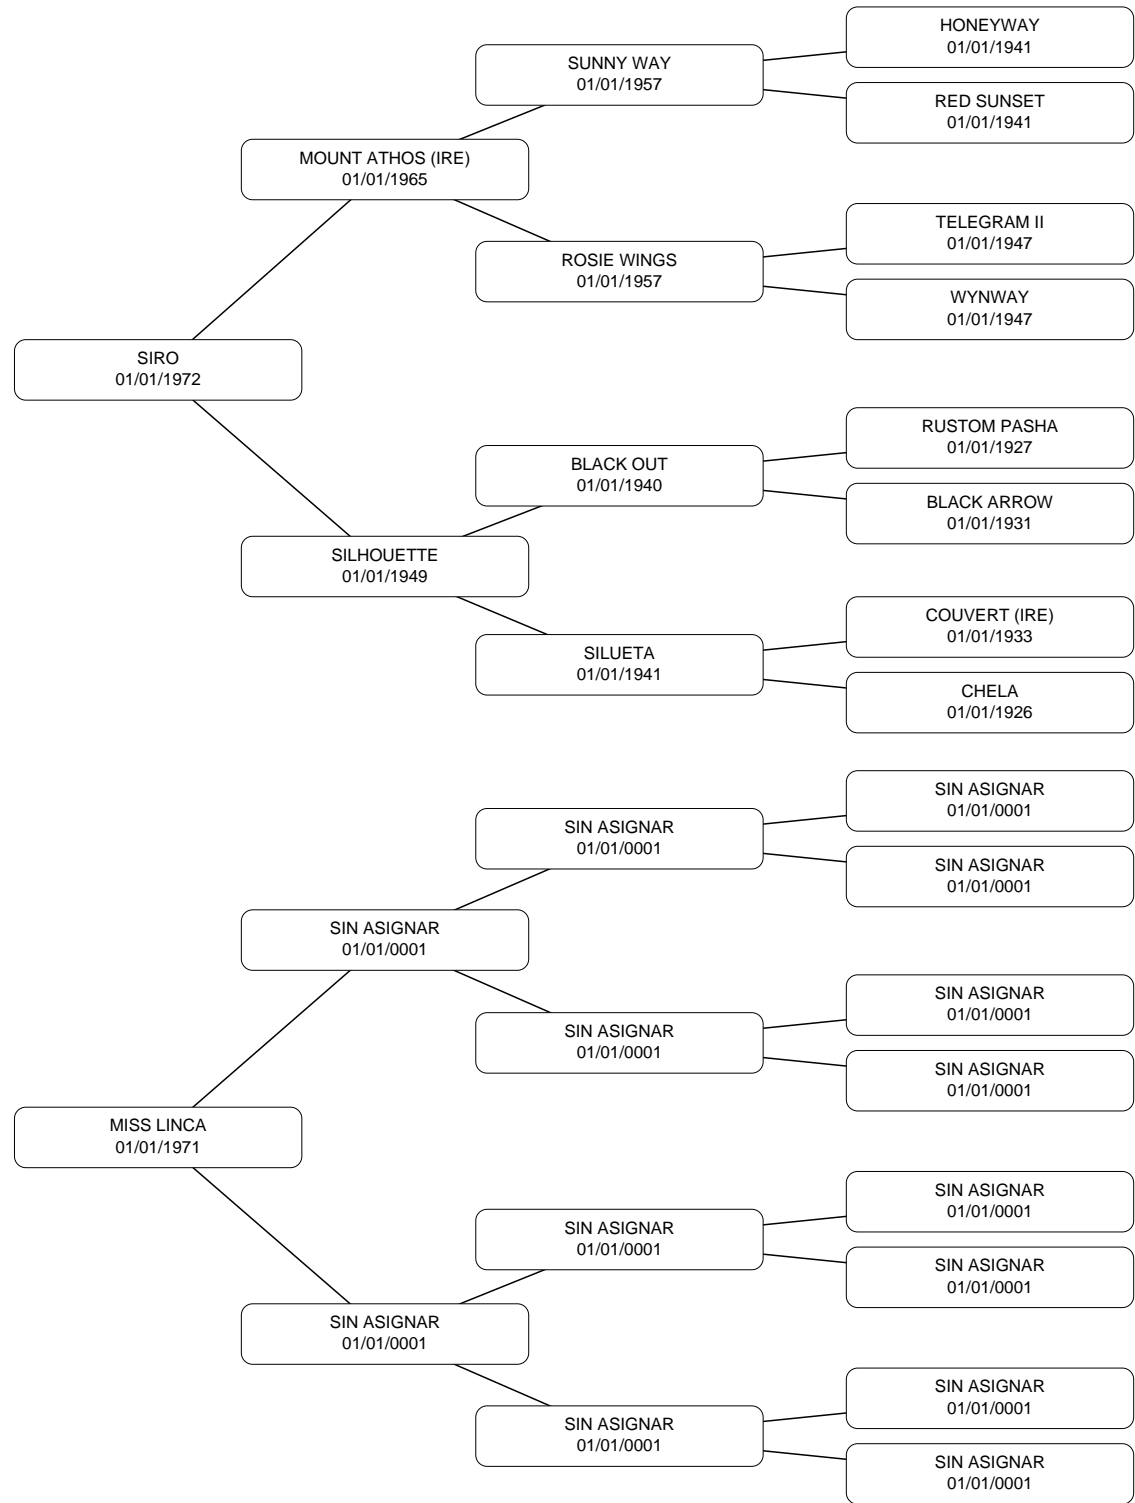 HONEYWAY
01/01/1941
SUNNY WAY
01/01/1957
RED SUNSET
01/01/1941
MOUNT ATHOS (IRE)
01/01/1965
TELEGRAM II
01/01/1947
ROSIE WINGS
01/01/1957
WYNWAY
01/01/1947
SIRO
01/01/1972
RUSTOM PASHA
01/01/1927
BLACK OUT
01/01/1940
BLACK ARROW
01/01/1931
SILHOUETTE
01/01/1949
COUVERT (IRE)
01/01/1933
SILUETA
01/01/1941
CHELA
01/01/1926
SIN ASIGNAR
01/01/0001
SIN ASIGNAR
01/01/0001
SIN ASIGNAR
01/01/0001
SIN ASIGNAR
01/01/0001
SIN ASIGNAR
01/01/0001
SIN ASIGNAR
01/01/0001
SIN ASIGNAR
01/01/0001
MISS LINCA
01/01/1971
SIN ASIGNAR
01/01/0001
SIN ASIGNAR
01/01/0001
SIN ASIGNAR
01/01/0001
SIN ASIGNAR
01/01/0001
SIN ASIGNAR
01/01/0001
SIN ASIGNAR
01/01/0001
SIN ASIGNAR
01/01/0001